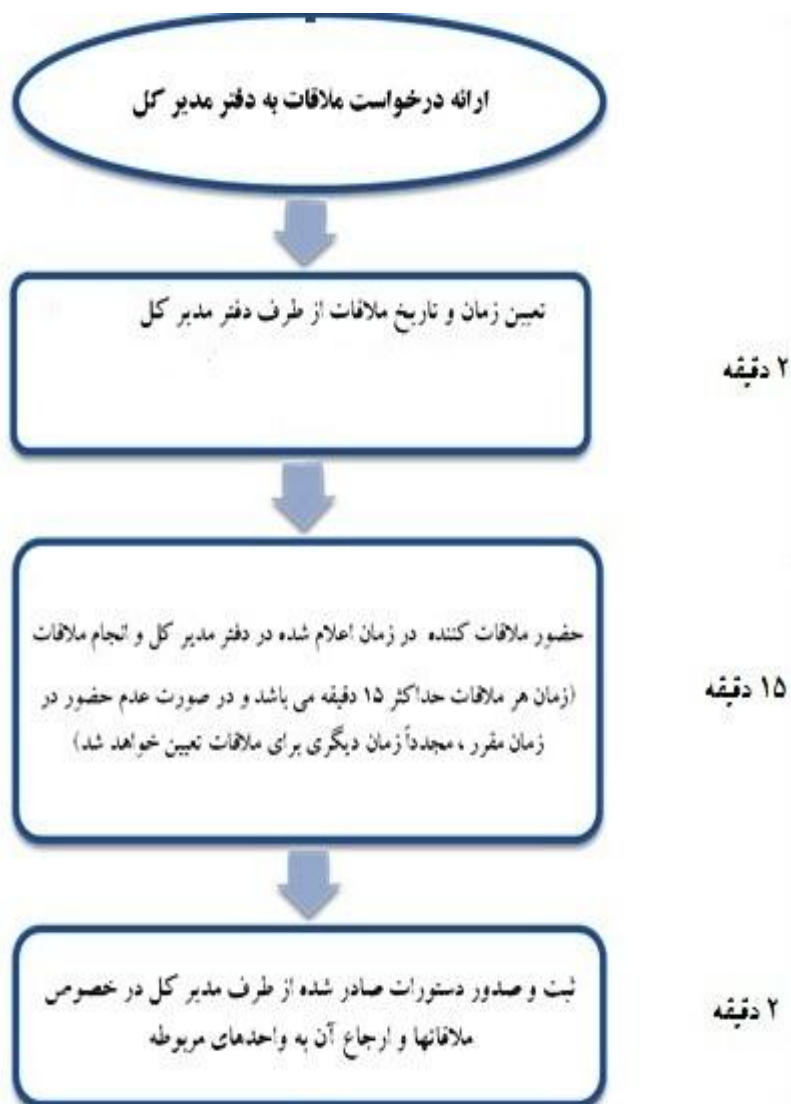 ارائه درخواست ملاقات به دفتر مدیر کل
تعیین زمان و تاریخ ملاقات از طرف دفتر مدیر کل
۲ دقیقه
حضور ملاقات کننده در زمان اعلام شده در دفتر مدیر کل و انجام ملاقات
(زمان هر ملاقات حداکثر ۱۵ دقیقه می باشد و در صورت عدم حضور در
زمان مقرر ، مجدداً زمان دیگری برای ملاقات تعیین خواهد شد)
۱۵ دقیقه
ثبت و صدور دستورات صادر شده از طرف مدیر کل در خصوص
ملاقاتها و ارجاع آن به واحدهای مربوطه
۲ دقیقه